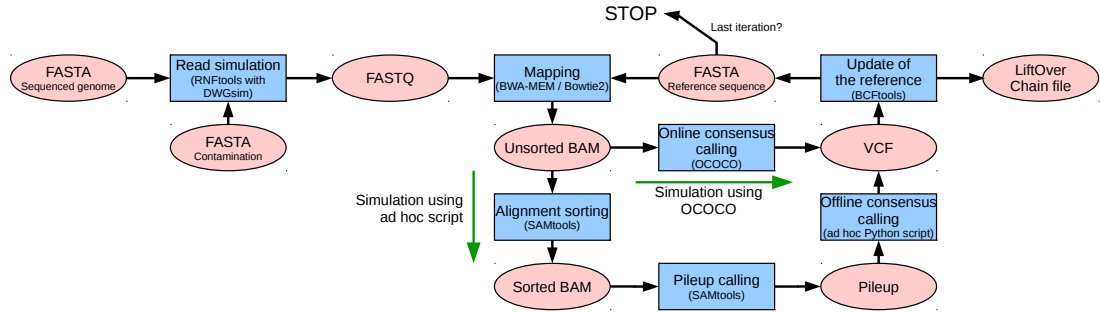 STOP
Last iteration?
FASTA
Sequenced genome
Read simulation
(RNFtools with
DWGsim)
FASTQ
Mapping
(BWA-MEM / Bowtie2)
FASTA
Reference sequence
Update of
the reference
(BCFtools)
LiftOver
Chain file
FASTA
Contamination
Unsorted BAM
Online consensus
calling
(OCOCO)
VCF
Simulation using
ad hoc script
Simulation using
OCOCO
Alignment sorting
(SAMtools)
Offline consensus
calling
(ad hoc Python script)
Sorted BAM
Pileup calling
(SAMtools)
Pileup